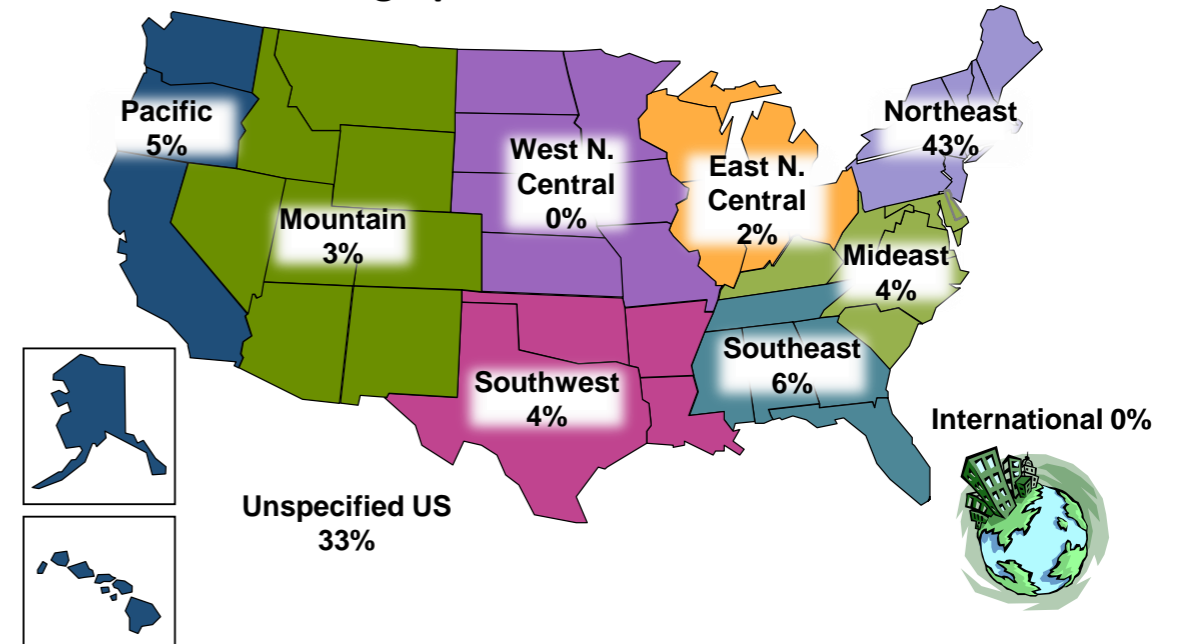 Pacific
5%
Northeast
43%
West N.
Central
0%
East N.
Central
2%
Mountain
3%
Mideast
4%
Southeast
6%
Southwest
4%
International 0%
Unspecified US
33%